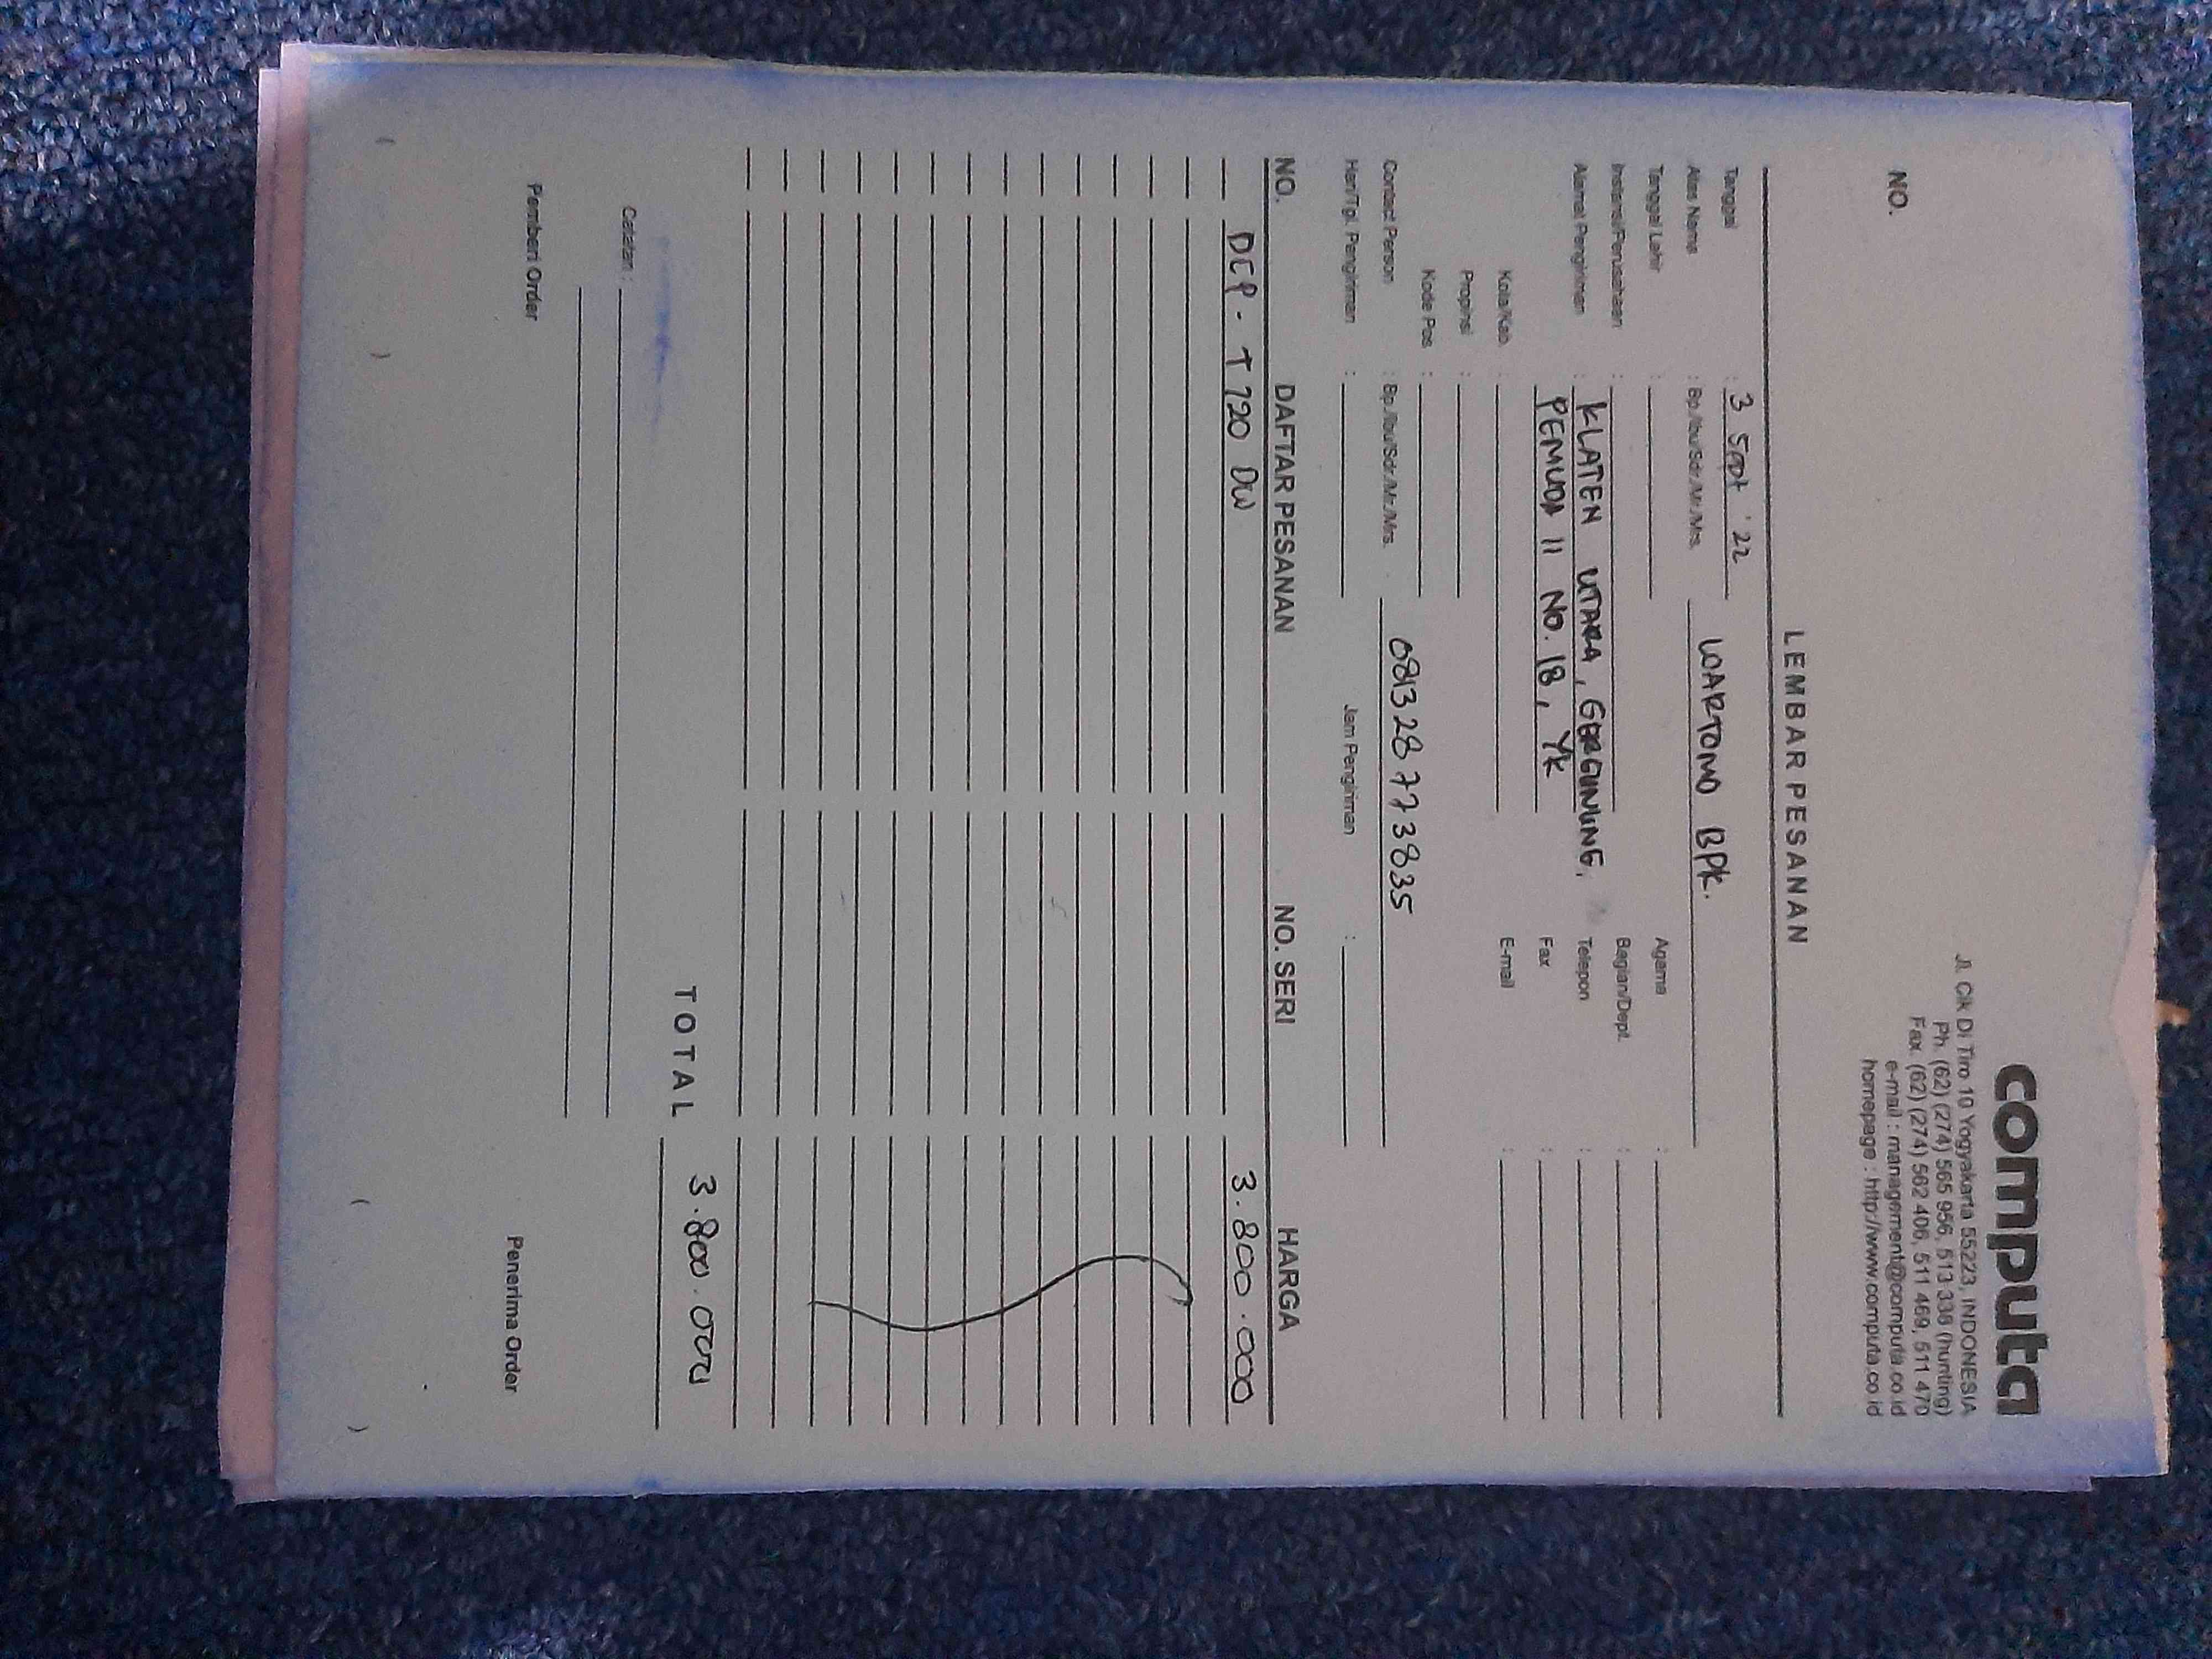 computa
Jl. Cik Di Tiro 10 Yogyakarta 55223, INDONESIA
Ph. (62) (274) 565 956, 513 338 (hunting)
Fax. (62) (274) 562 406, 511 469, 511 470
e-mail : management@computa.co.id
homepage : http://www.computa.co.id
NO.
LEMBAR PESANAN
Tanggal : 3 Sept '22
Atas Nama : Bp./Ibu/Sdr./Mr./Mrs. WARTONO BPK.
Tanggal Lahir : Agama :
Instansi/Perusahaan : Bagian/Dept. :
Alamat Pengiriman : KLATEN UTARA, GERGUNUNG, Telepon :
PEMUDA II NO. 18, YK Fax :
Kota/Kab. : E-mail :
Propinsi :
Kode Pos. :
Contact Person : Bp./Ibu/Sdr./Mr./Mrs. 081328773835
Hari/Tgl. Pengiriman : Jam Pengiriman :
NO. DAFTAR PESANAN NO. SERI HARGA
DCP - T720 DW 3.800.000
TOTAL 3.800.000
Catatan :
Pemberi Order Penerima Order
( ) ( )